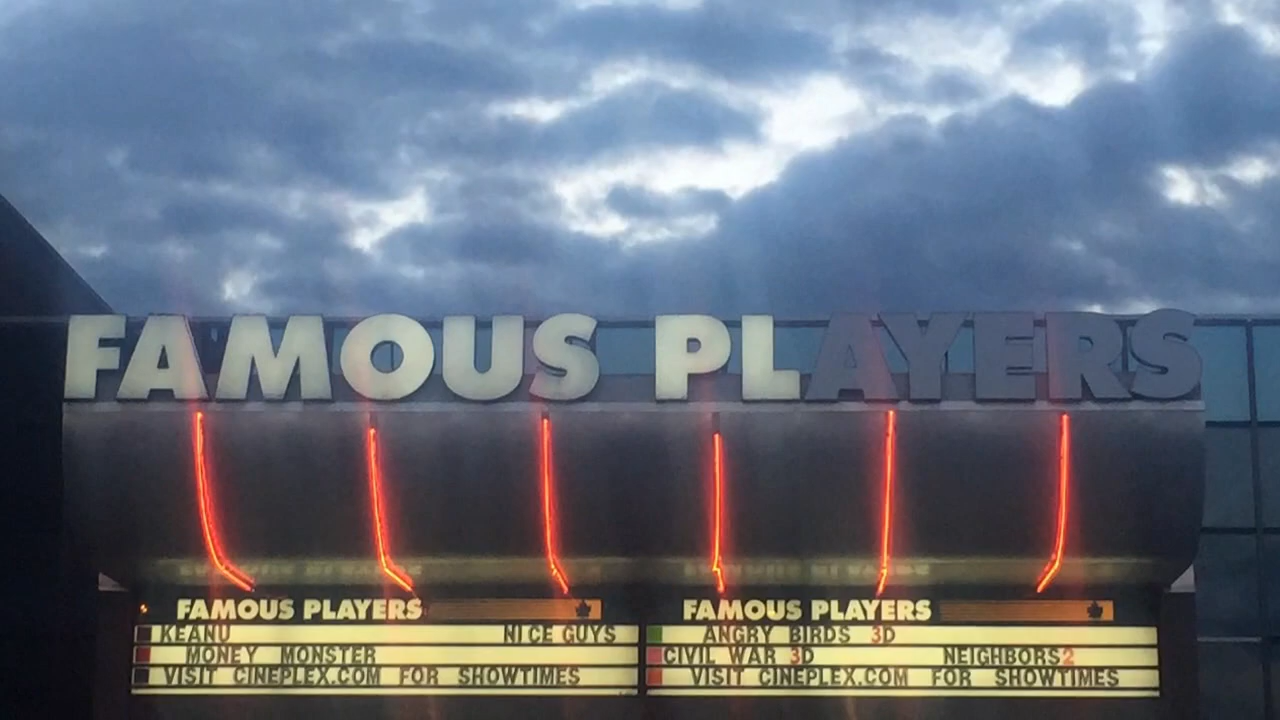 FAMOUS PLAYERS
FAMOUS PLAYERS
KEANU NICE GUYS
MONEY MONSTER
VISIT CINEPLEX.COM FOR SHOWTIMES
FAMOUS PLAYERS
ANGRY BIRDS 3D
CIVIL WAR 3D NEIGHBORS2
VISIT CINEPLEX.COM FOR SHOWTIMES